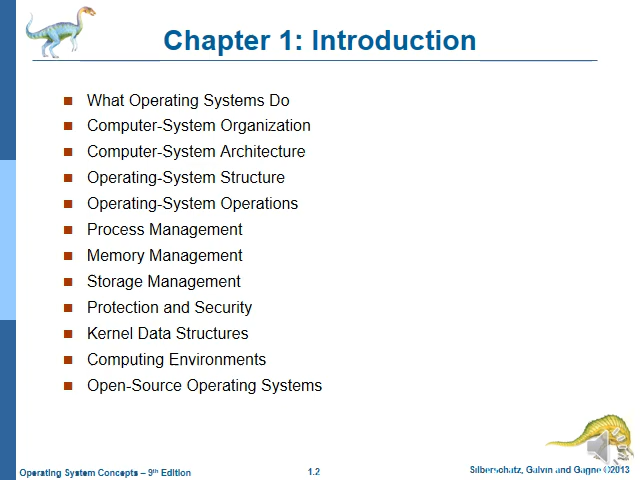 Chapter 1: Introduction
What Operating Systems Do
Computer-System Organization
Computer-System Architecture
Operating-System Structure
Operating-System Operations
Process Management
Memory Management
Storage Management
Protection and Security
Kernel Data Structures
Computing Environments
Open-Source Operating Systems
Operating System Concepts – 9th Edition
1.2
Silberschatz, Galvin and Gagne ©2013